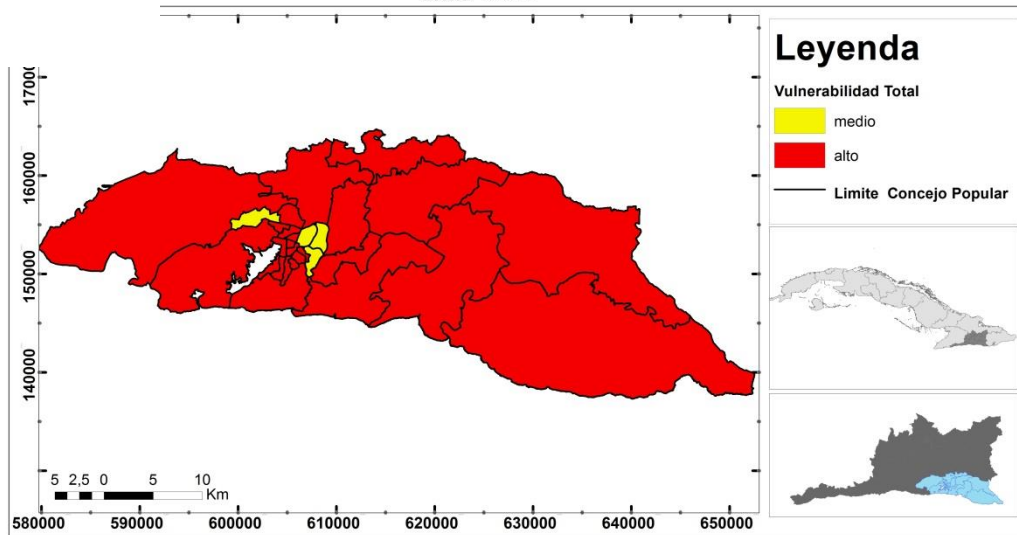 Leyenda
Vulnerabilidad Total
medio
alto
Limite Concejo Popular
160000
150000
140000
5 2,5 0 5 10
Km
580000 590000 600000 610000 620000 630000 640000 650000